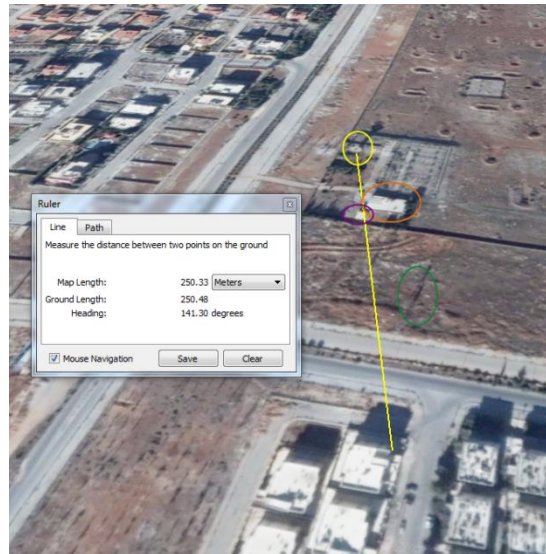 Ruler
Line Path
Measure the distance between two points on the ground
Map Length: 250.33 Meters
Ground Length: 250.48
Heading: 141.30 degrees
Mouse Navigation Save Clear